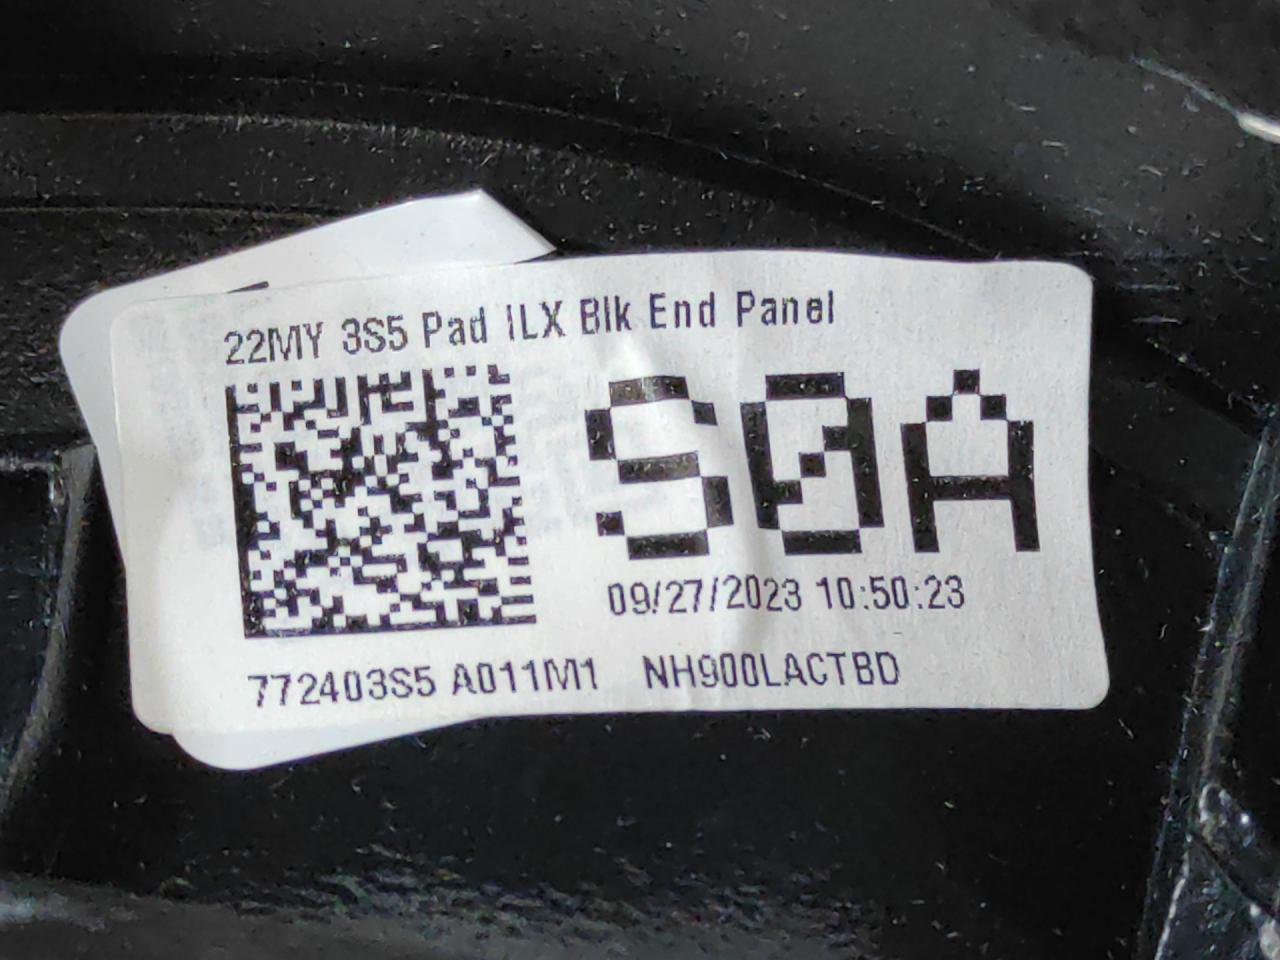 22MY 3S5 Pad ILX Blk End Panel
S0A
09/27/2023 10:50:23
772403S5 A011M1 NH900LACTBD